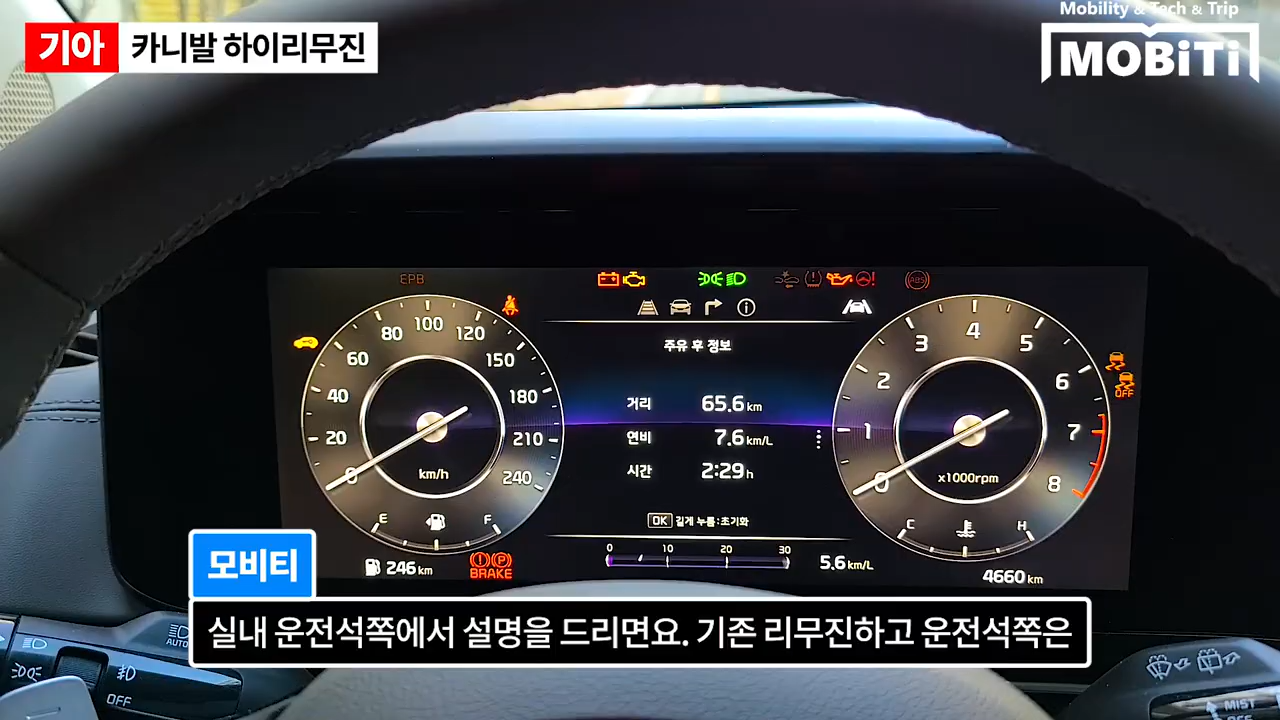 Mobility & Tech & Trip
MOBiTi
기아 카니발 하이리무진
EPB
ABS
80 100 120
60 150
40 180
20 210
0 240
km/h
E F
246 km
BRAKE
주유 후 정보
거리 65.6 km
연비 7.6 km/L
시간 2:29 h
OK 길게 누름:초기화
0 10 20 30
5.6 km/L
3 4 5
2 6
1 7
0 8
x1000rpm
C H
4660 km
OFF
모비티
실내 운전석쪽에서 설명을 드리면요. 기존 리무진하고 운전석쪽은
AUTO
OFF
MIST
OFF